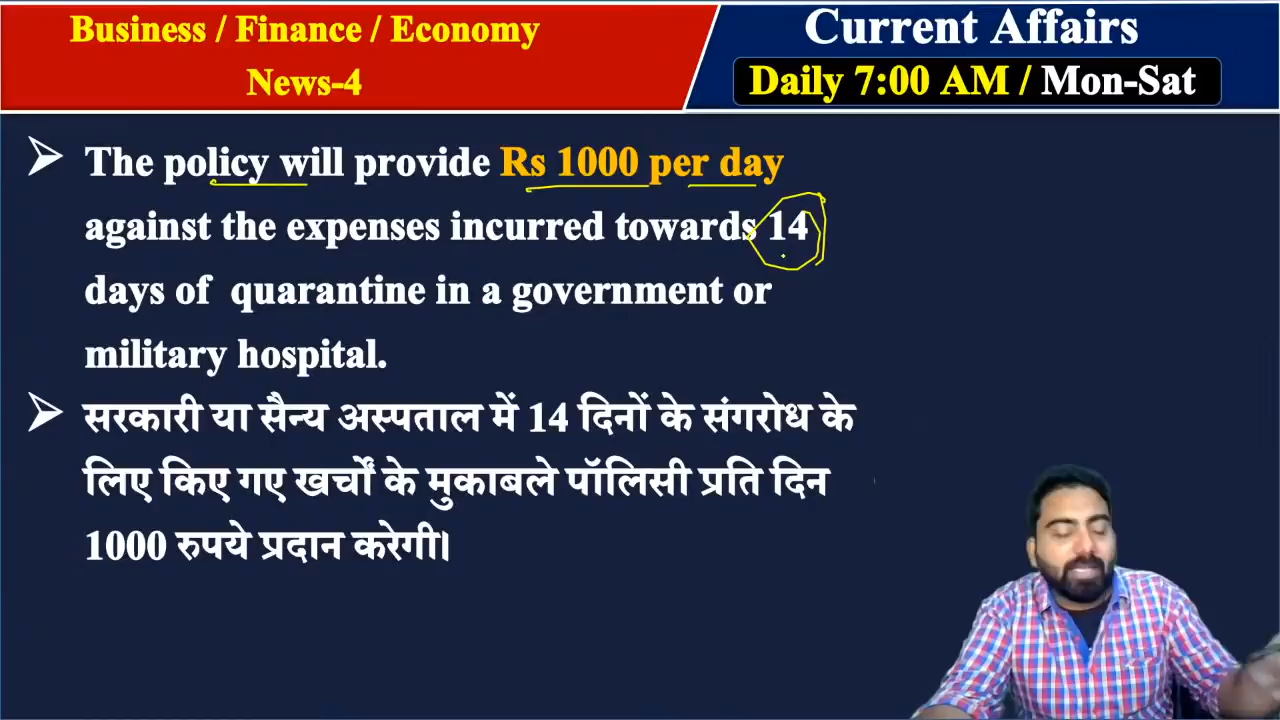 Business / Finance / Economy
News-4
Current Affairs
Daily 7:00 AM / Mon-Sat
The policy will provide Rs 1000 per day
against the expenses incurred towards 14
days of quarantine in a government or
military hospital.
सरकारी या सैन्य अस्पताल में 14 दिनों के संगरोध के
लिए किए गए खर्चों के मुकाबले पॉलिसी प्रति दिन
1000 रुपये प्रदान करेगी।